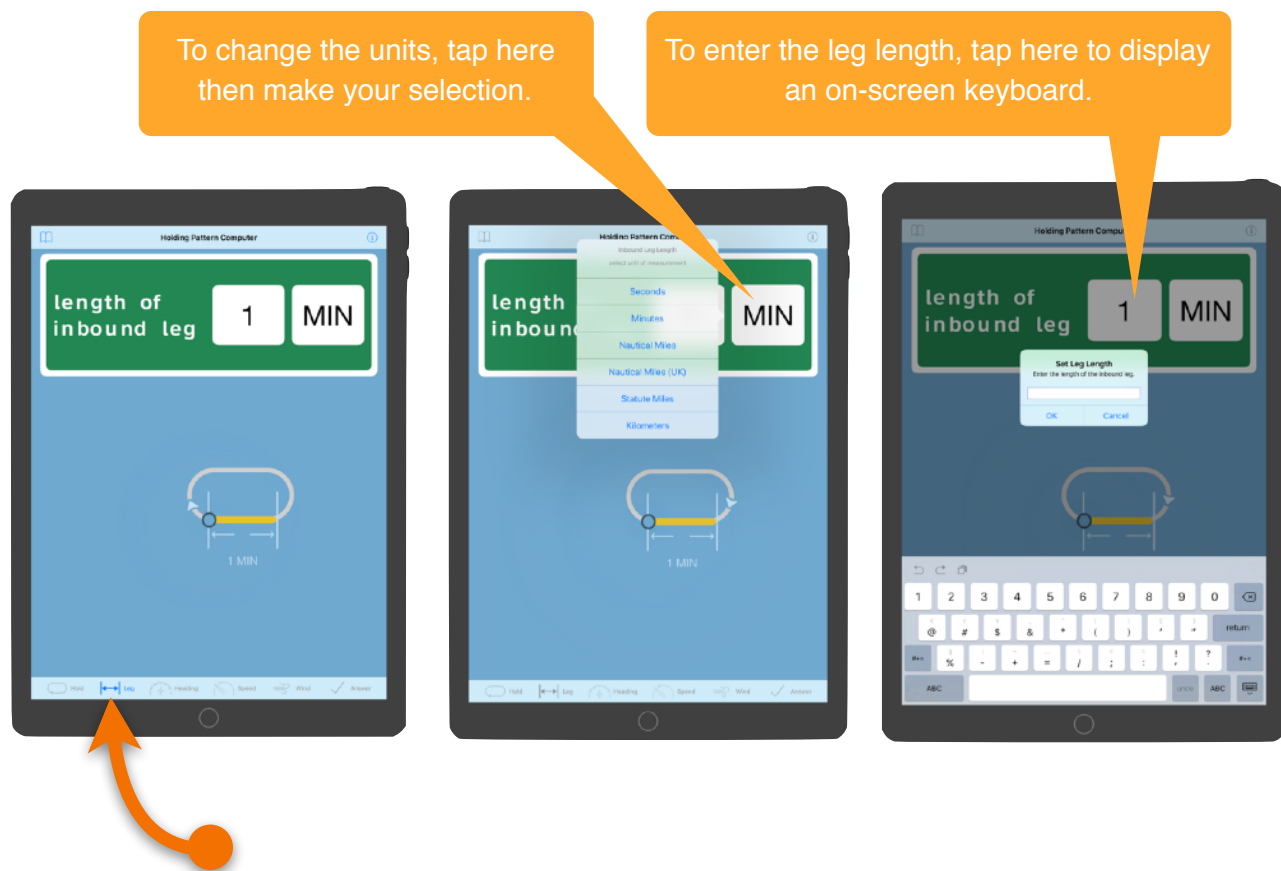 To change the units, tap here
then make your selection.
To enter the leg length, tap here to display
an on-screen keyboard.
Holding Pattern Computer
length of
inbound leg
1
MIN
1 MIN
Hold
Leg
Heading
Speed
Wind
Answer
Holding Pattern Com
Inbound Leg Length
select unit of measurement
Seconds
Minutes
Nautical Miles
Nautical Miles (UK)
Statute Miles
Kilometers
length
inboun
MIN
1 MIN
Hold
Leg
Heading
Speed
Wind
Answer
Holding Pattern Computer
length of
inbound leg
1
MIN
Set Leg Length
Enter the length of the inbound leg.
OK
Cancel
1 2 3 4 5 6 7 8 9 0
@ # $ & * ( ) ' "
return
#+=
% - + = / ; : ! ?
#+=
ABC
undo
ABC